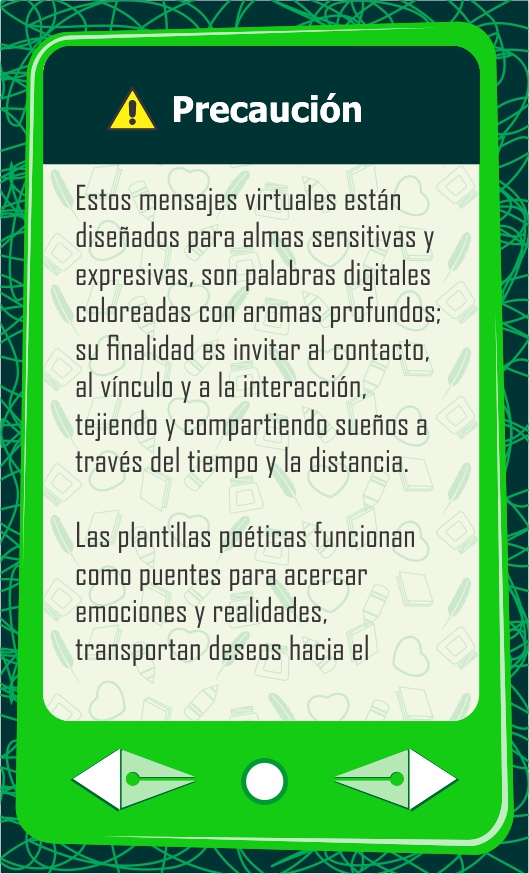 Precaución
Estos mensajes virtuales están
diseñados para almas sensitivas y
expresivas, son palabras digitales
coloreadas con aromas profundos;
su finalidad es invitar al contacto,
al vínculo y a la interacción,
tejiendo y compartiendo sueños a
través del tiempo y la distancia.
Las plantillas poéticas funcionan
como puentes para acercar
emociones y realidades,
transportan deseos hacia el